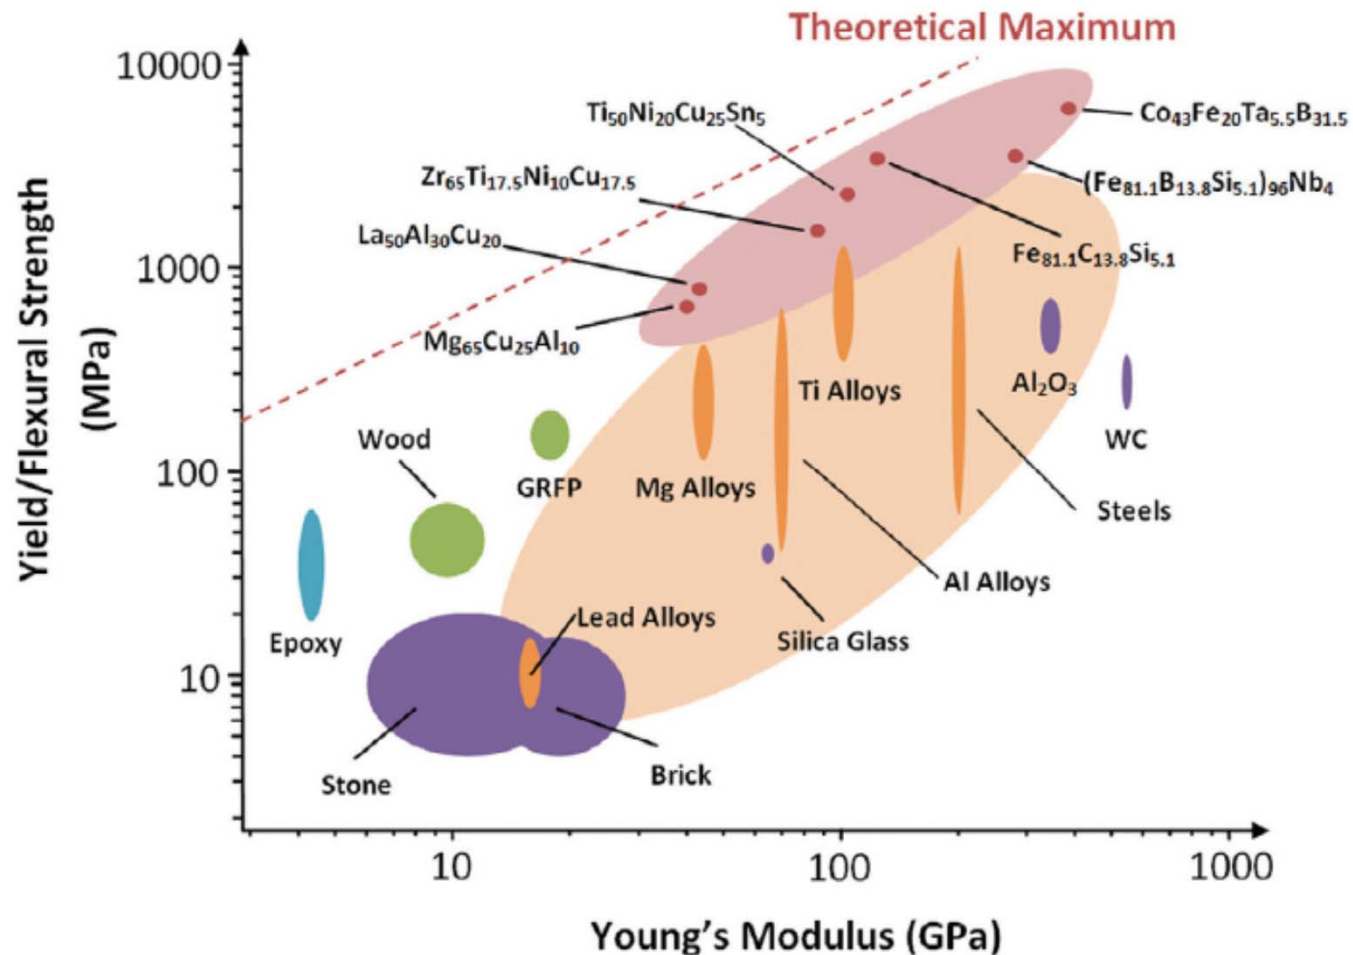 Theoretical Maximum
10000
Ti₅₀Ni₂₀Cu₂₅Sn₅
Co₄₃Fe₂₀Ta₅.₅B₃₁.₅
Zr₆₅Ti₁₇.₅Ni₁₀Cu₁₇.₅
(Fe₈₁.₁B₁₃.₈Si₅.₁)₉₆Nb₄
La₅₀Al₃₀Cu₂₀
Fe₈₁.₁C₁₃.₈Si₅.₁
1000
Mg₆₅Cu₂₅Al₁₀
Al₂O₃
Ti Alloys
Wood
WC
100
GRFP
Mg Alloys
Steels
Al Alloys
Lead Alloys
Epoxy
Silica Glass
10
Stone
Brick
Yield/Flexural Strength
(MPa)
10
100
1000
Young's Modulus (GPa)